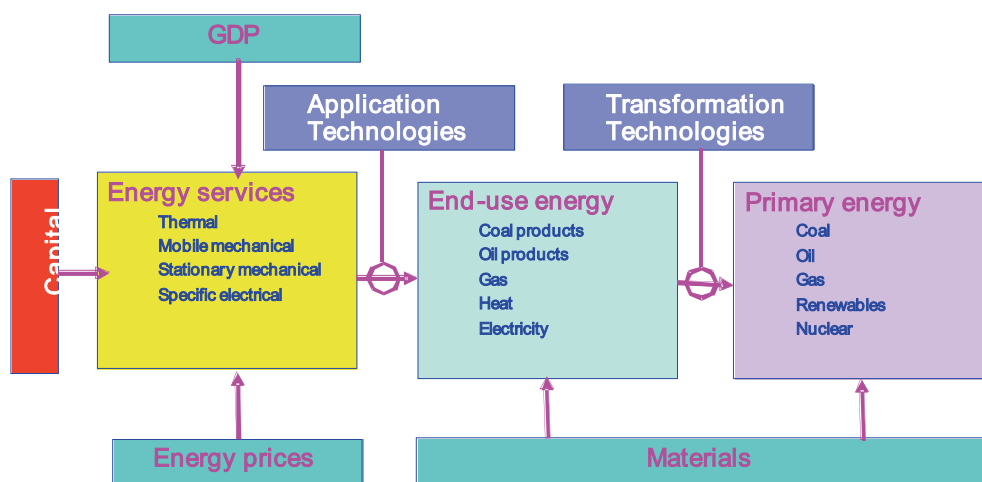 GDP
Application
Technologies
Transformation
Technologies
Capital
Energy services
Thermal
Mobile mechanical
Stationary mechanical
Specific electrical
End-use energy
Coal products
Oil products
Gas
Heat
Electricity
Primary energy
Coal
Oil
Gas
Renewables
Nuclear
Energy prices
Materials